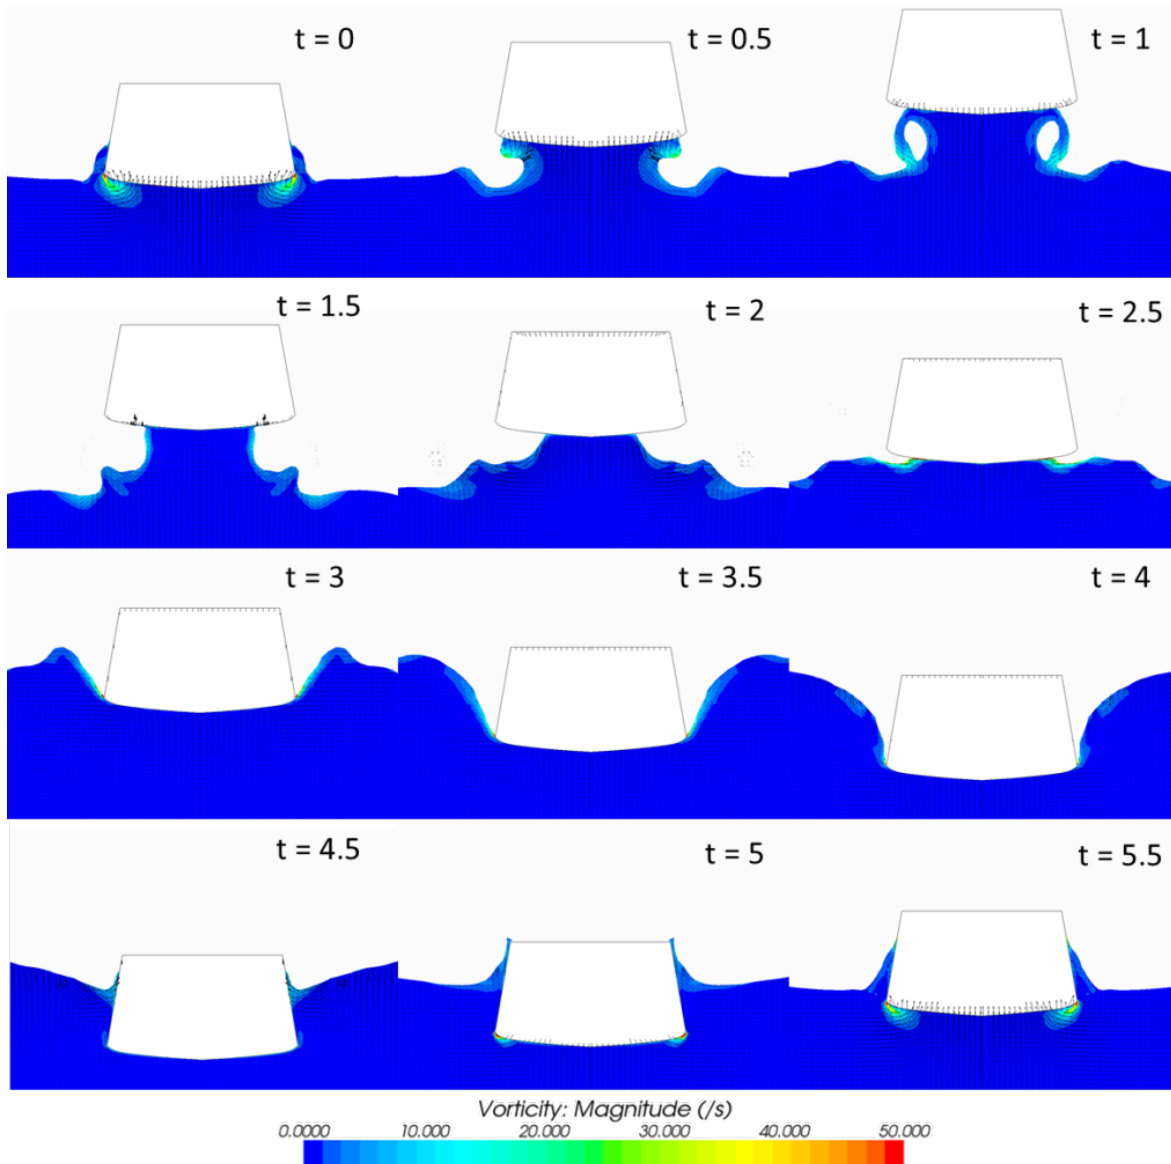 t = 0
t = 0.5
t = 1
t = 1.5
t = 2
t = 2.5
t = 3
t = 3.5
t = 4
t = 4.5
t = 5
t = 5.5
Vorticity: Magnitude (/s)
0.0000 10.000 20.000 30.000 40.000 50.000